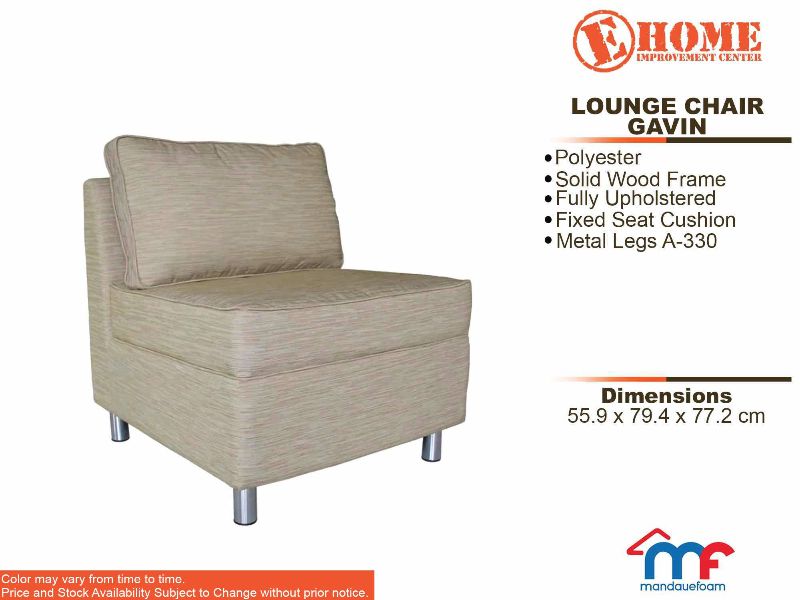 E HOME
IMPROVEMENT CENTER
LOUNGE CHAIR
GAVIN
•Polyester
•Solid Wood Frame
•Fully Upholstered
•Fixed Seat Cushion
•Metal Legs A-330
Dimensions
55.9 x 79.4 x 77.2 cm
mf
mandauefoam
Color may vary from time to time.
Price and Stock Availability Subject to Change without prior notice.